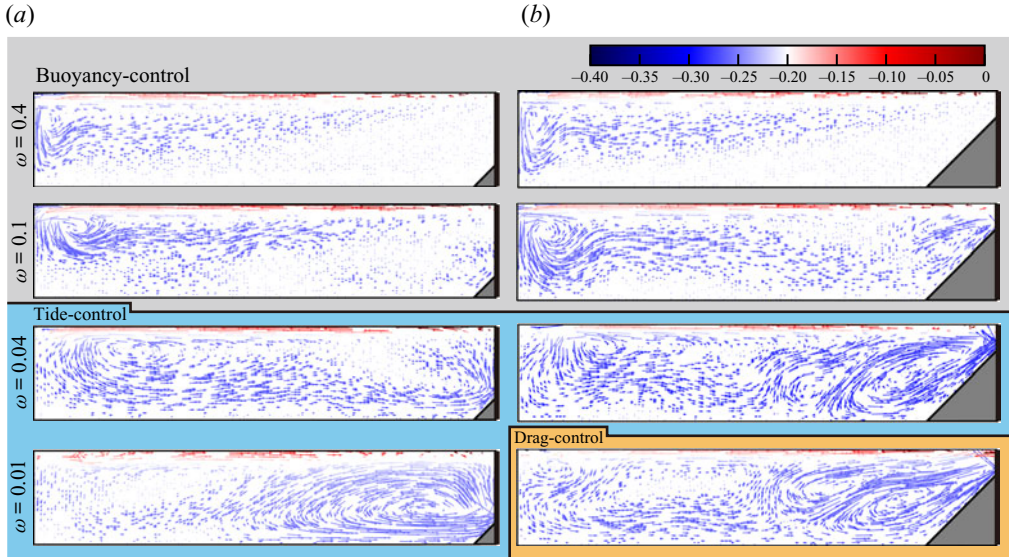 (a) (b)
Buoyancy-control
−0.40 −0.35 −0.30 −0.25 −0.20 −0.15 −0.10 −0.05 0
ω = 0.4
ω = 0.1
Tide-control
ω = 0.04
Drag-control
ω = 0.01